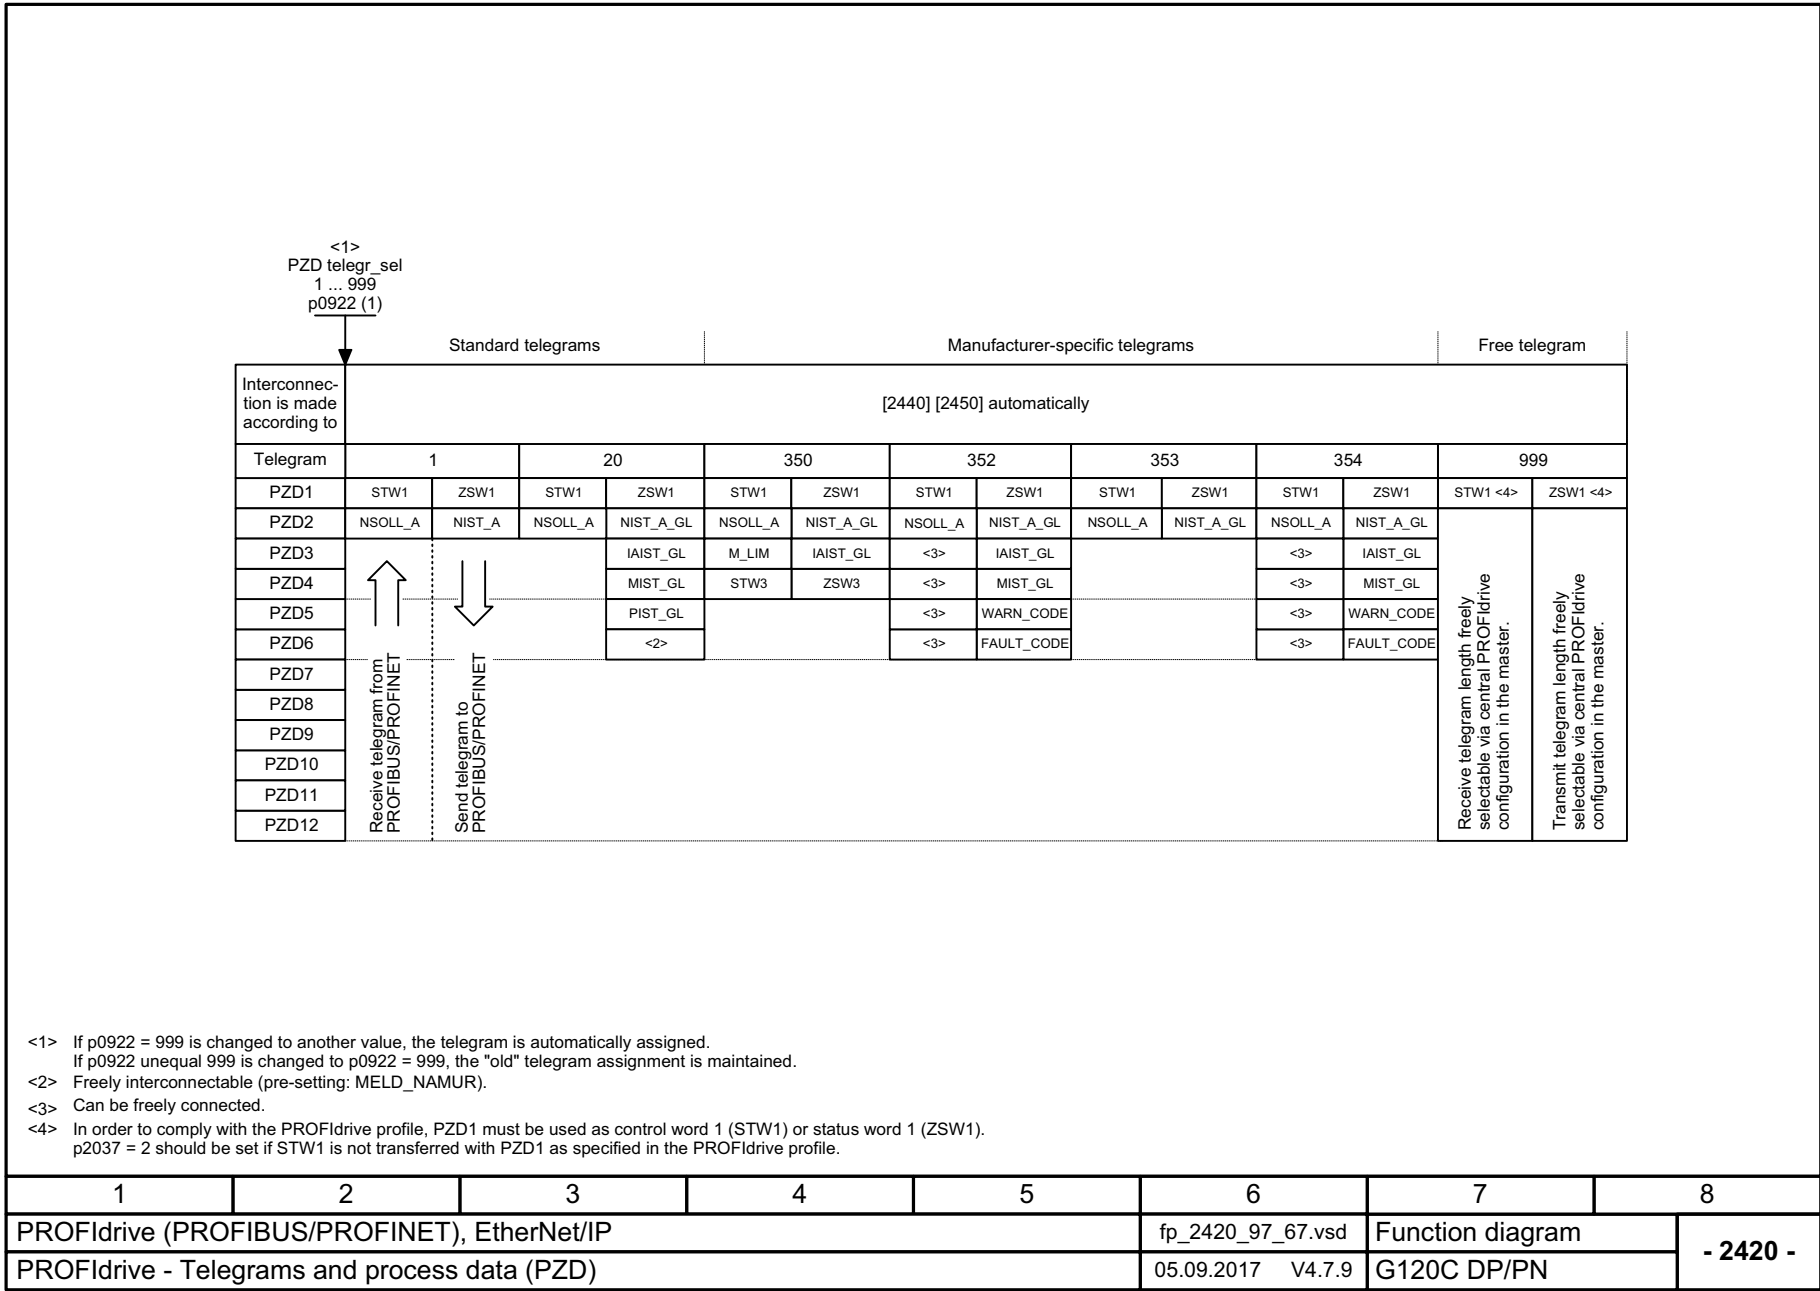 <1>
PZD telegr_sel
1 ... 999
p0922 (1)
Standard telegrams Manufacturer-specific telegrams Free telegram
Interconnec-
tion is made
according to
[2440] [2450] automatically
Telegram 1 20 350 352 353 354 999
PZD1 STW1 ZSW1 STW1 ZSW1 STW1 ZSW1 STW1 ZSW1 STW1 ZSW1 STW1 ZSW1 STW1 <4> ZSW1 <4>
PZD2 NSOLL_A NIST_A NSOLL_A NIST_A_GL NSOLL_A NIST_A_GL NSOLL_A NIST_A_GL NSOLL_A NIST_A_GL NSOLL_A NIST_A_GL
PZD3 IAIST_GL M_LIM IAIST_GL <3> IAIST_GL <3> IAIST_GL
PZD4 MIST_GL STW3 ZSW3 <3> MIST_GL <3> MIST_GL
PZD5 PIST_GL <3> WARN_CODE <3> WARN_CODE
PZD6 <2> <3> FAULT_CODE <3> FAULT_CODE
PZD7
PZD8
PZD9
PZD10
PZD11
PZD12
Receive telegram from
PROFIBUS/PROFINET
Send telegram to
PROFIBUS/PROFINET
Receive telegram length freely
selectable via central PROFIdrive
configuration in the master.
Transmit telegram length freely
selectable via central PROFIdrive
configuration in the master.
<1> If p0922 = 999 is changed to another value, the telegram is automatically assigned.
If p0922 unequal 999 is changed to p0922 = 999, the "old" telegram assignment is maintained.
<2> Freely interconnectable (pre-setting: MELD_NAMUR).
<3> Can be freely connected.
<4> In order to comply with the PROFIdrive profile, PZD1 must be used as control word 1 (STW1) or status word 1 (ZSW1).
p2037 = 2 should be set if STW1 is not transferred with PZD1 as specified in the PROFIdrive profile.
1 2 3 4 5 6 7 8
PROFIdrive (PROFIBUS/PROFINET), EtherNet/IP fp_2420_97_67.vsd Function diagram
- 2420 -
PROFIdrive - Telegrams and process data (PZD) 05.09.2017 V4.7.9 G120C DP/PN